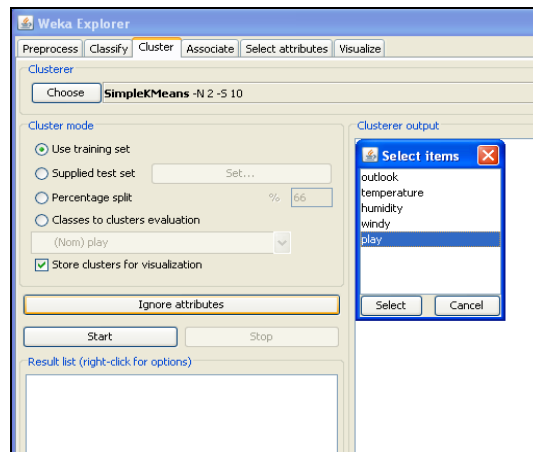 Weka Explorer
Preprocess Classify Cluster Associate Select attributes Visualize
Clusterer
Choose SimpleKMeans -N 2 -S 10
Cluster mode
Use training set
Supplied test set Set...
Percentage split % 66
Classes to clusters evaluation
(Nom) play
Store clusters for visualization
Ignore attributes
Start Stop
Result list (right-click for options)
Clusterer output
Select items
outlook
temperature
humidity
windy
play
Select Cancel